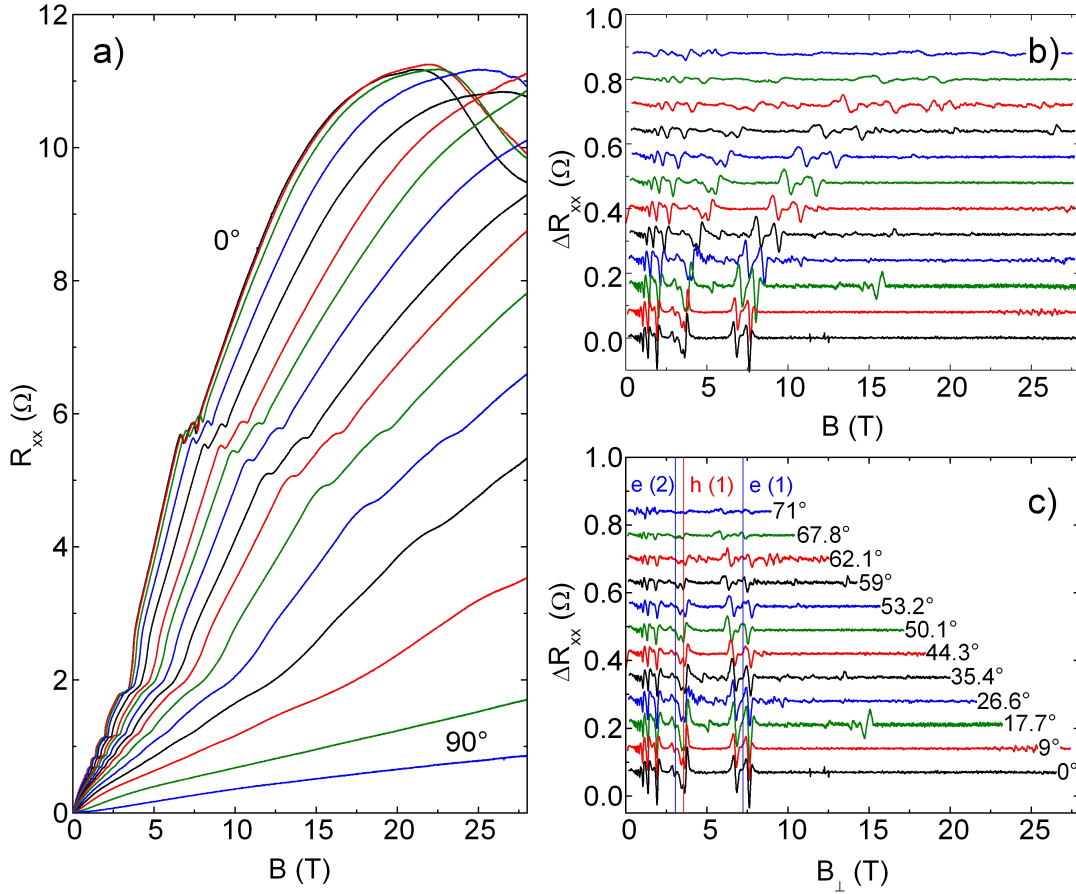 a)
12
10
8
6
4
2
0
0°
90°
R_xx (Ω)
0 5 10 15 20 25
B (T)
b)
1.0
0.8
0.6
0.4
0.2
0.0
ΔR_xx (Ω)
0 5 10 15 20 25
B (T)
c)
1.0
0.8
0.6
0.4
0.2
0.0
ΔR_xx (Ω)
e (2) h (1) e (1)
71°
67.8°
62.1°
59°
53.2°
50.1°
44.3°
35.4°
26.6°
17.7°
9°
0°
0 5 10 15 20 25
B_⊥ (T)